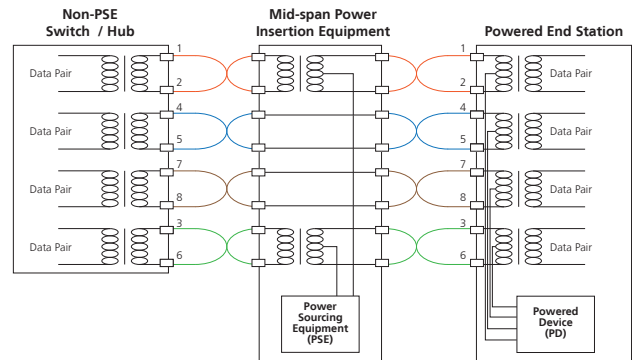 Non-PSE
Switch / Hub
Mid-span Power
Insertion Equipment
Powered End Station
Data Pair
1
2
1
2
Data Pair
Data Pair
4
5
4
5
Data Pair
Data Pair
7
8
7
8
Data Pair
Data Pair
3
6
3
6
Data Pair
Power
Sourcing
Equipment
(PSE)
Powered
Device
(PD)